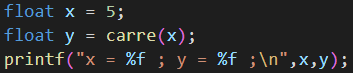 float x = 5;
float y = carre(x);
printf("x = %f ; y = %f ;\n",x,y);